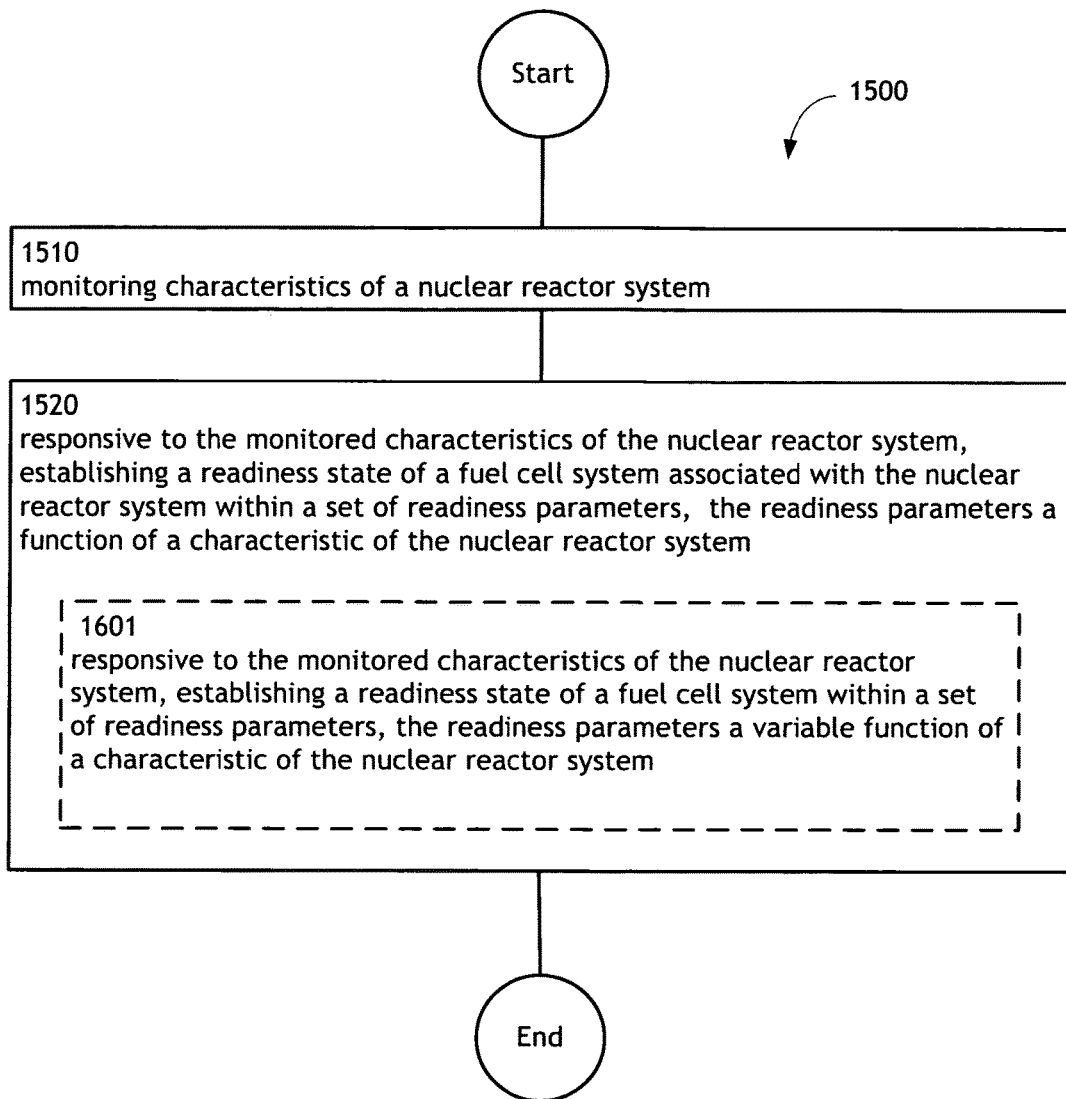 Start
1500
1510
monitoring characteristics of a nuclear reactor system
1520
responsive to the monitored characteristics of the nuclear reactor system,
establishing a readiness state of a fuel cell system associated with the nuclear
reactor system within a set of readiness parameters, the readiness parameters a
function of a characteristic of the nuclear reactor system
1601
responsive to the monitored characteristics of the nuclear reactor
system, establishing a readiness state of a fuel cell system within a set
of readiness parameters, the readiness parameters a variable function of
a characteristic of the nuclear reactor system
End